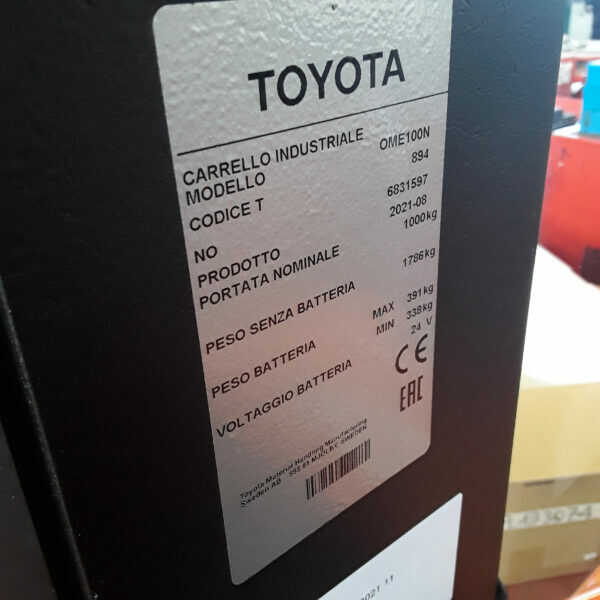 TOYOTA
CARRELLO INDUSTRIALE
MODELLO OME100N
CODICE T 894
NO 6831597
PRODOTTO 2021-08
PORTATA NOMINALE 1000kg
PESO SENZA BATTERIA 1786kg
PESO BATTERIA MAX 391kg
MIN 338kg
VOLTAGGIO BATTERIA 24 V
CE
EAC
Toyota Material Handling Manufacturing
Sweden AB MJÖLBY, SWEDEN
2021.11